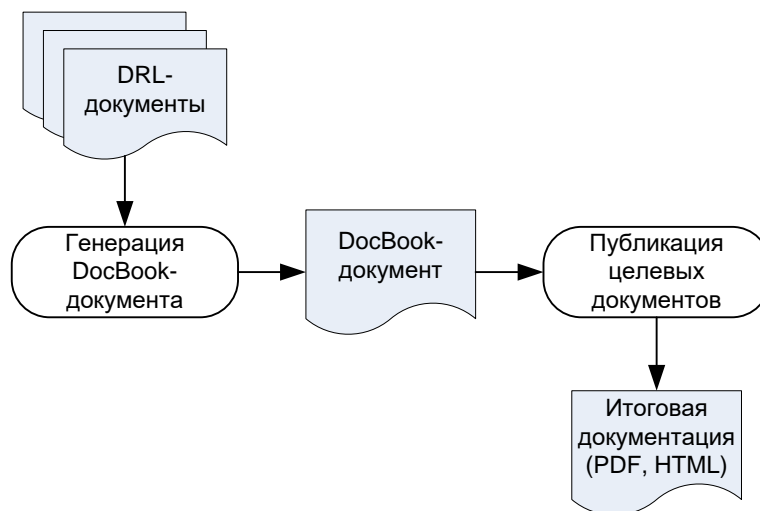 DRL-
документы
Генерация
DocBook-
документа
DocBook-
документ
Публикация
целевых
документов
Итоговая
документация
(PDF, HTML)